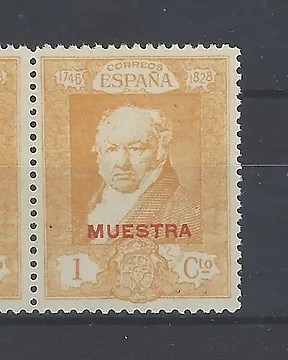 CORREOS
1746 ESPAÑA 1828
MUESTRA
1 Cto